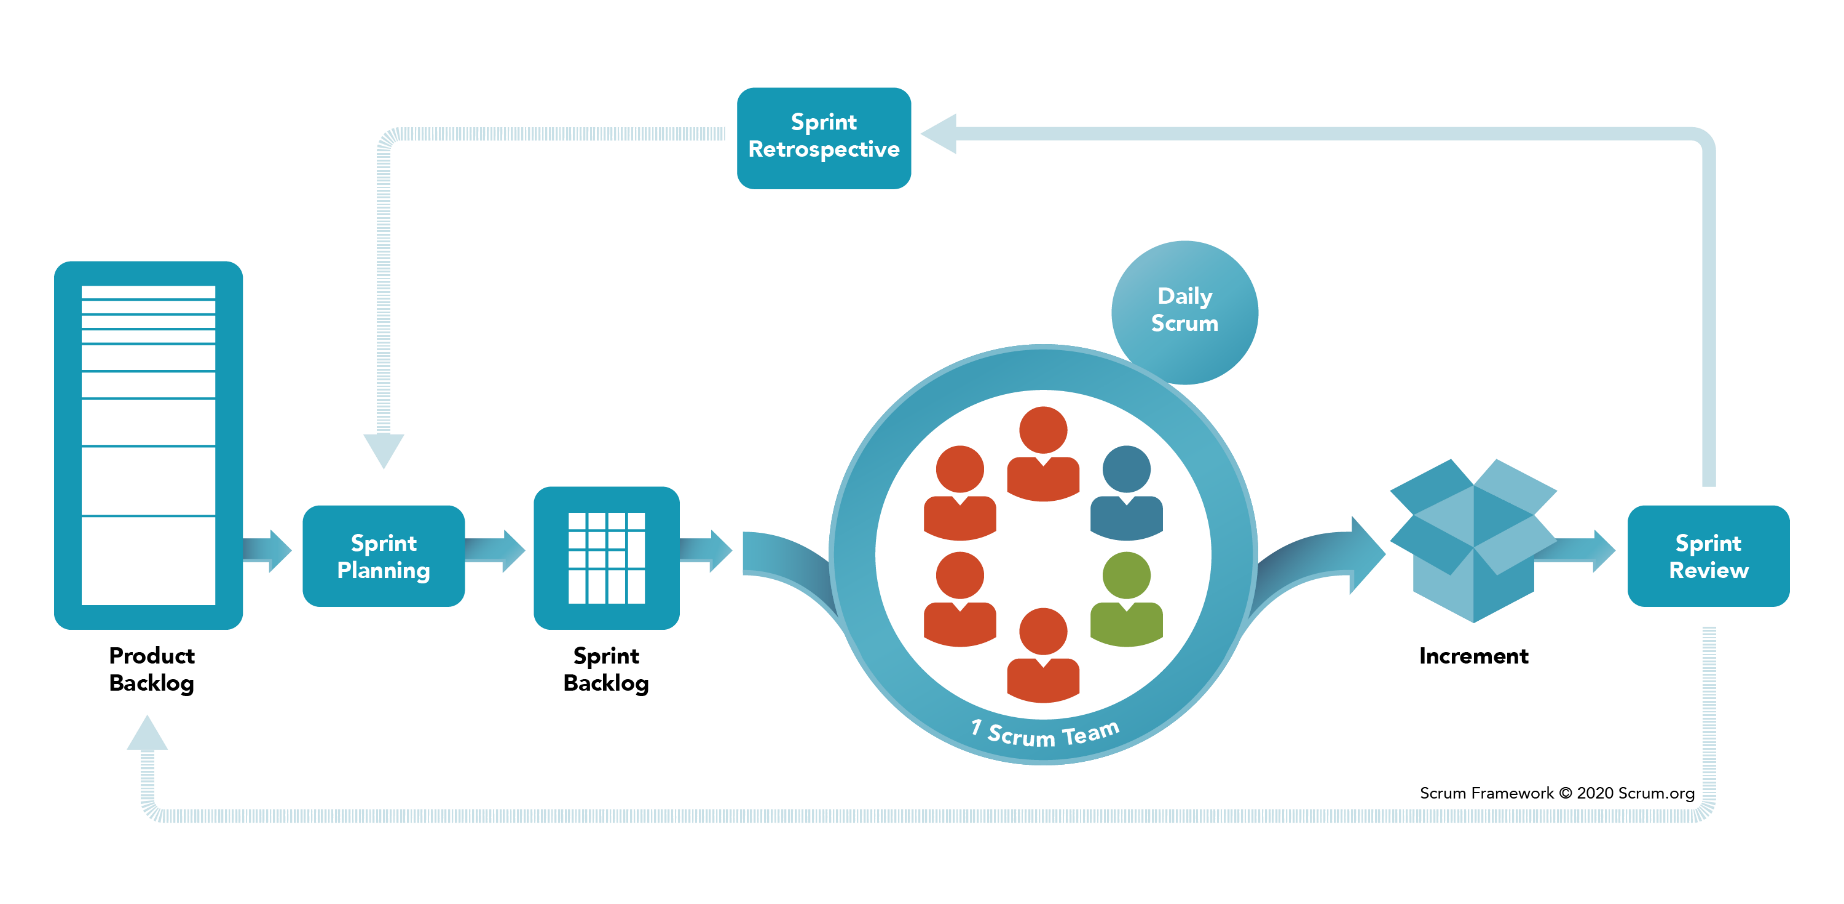 Sprint
Retrospective
Daily
Scrum
Sprint
Planning
Sprint
Review
Product
Backlog
Sprint
Backlog
Increment
1 Scrum Team
Scrum Framework © 2020 Scrum.org